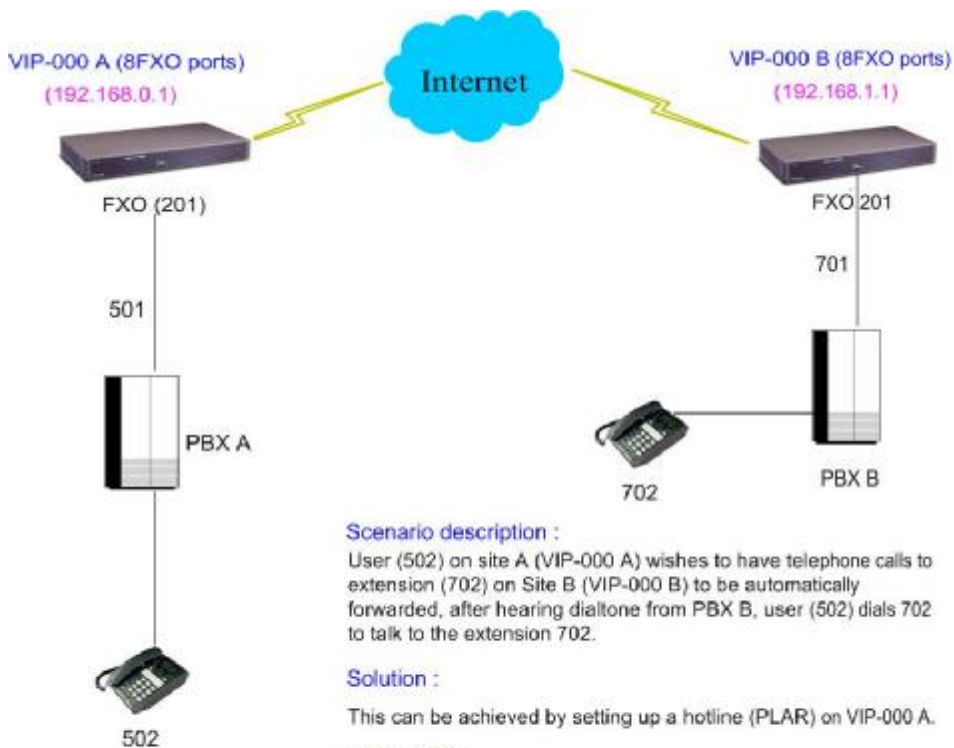 VIP-000 A (8FXO ports)
(192.168.0.1)
Internet
VIP-000 B (8FXO ports)
(192.168.1.1)
FXO (201)
FXO 201
501
701
PBX A
PBX B
702
502
Scenario description :
User (502) on site A (VIP-000 A) wishes to have telephone calls to
extension (702) on Site B (VIP-000 B) to be automatically
forwarded, after hearing dialtone from PBX B, user (502) dials 702
to talk to the extension 702.
Solution :
This can be achieved by setting up a hotline (PLAR) on VIP-000 A.